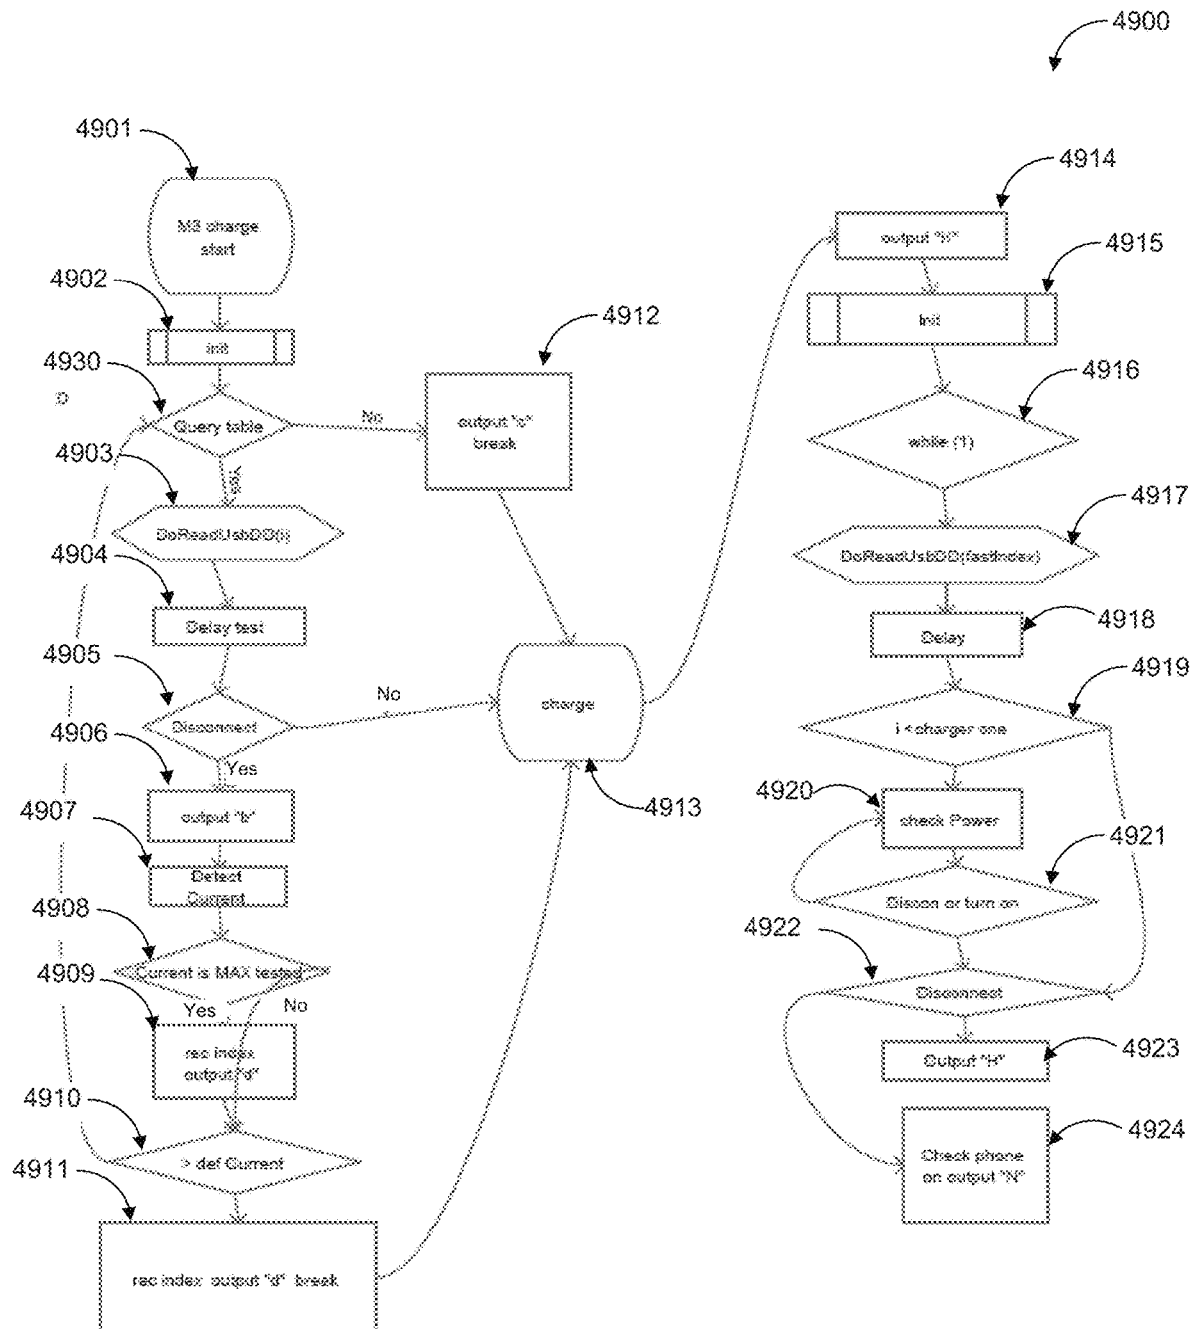 4900
4901
M8 charge
start
4902
init
4930
D
Query table
No
4912
output "c"
break
4903
yes
DoReadUsbDD(i)
4904
Delay test
4905
Disconnect
No
4906
Yes
output "b"
4907
Detect
Current
4908
Current is MAX tested
4909
Yes
No
rec index
output "d"
4910
> def Current
4911
rec index output "d" break
charge
4913
4914
4915
Init
4916
while (1)
4917
DoReadUsbDD(fastIndex)
4918
Delay
4919
i < charger one
4920
check Power
4921
Discon or turn on
4922
Disconnect
4923
Output "H"
4924
Check phone
on output "N"